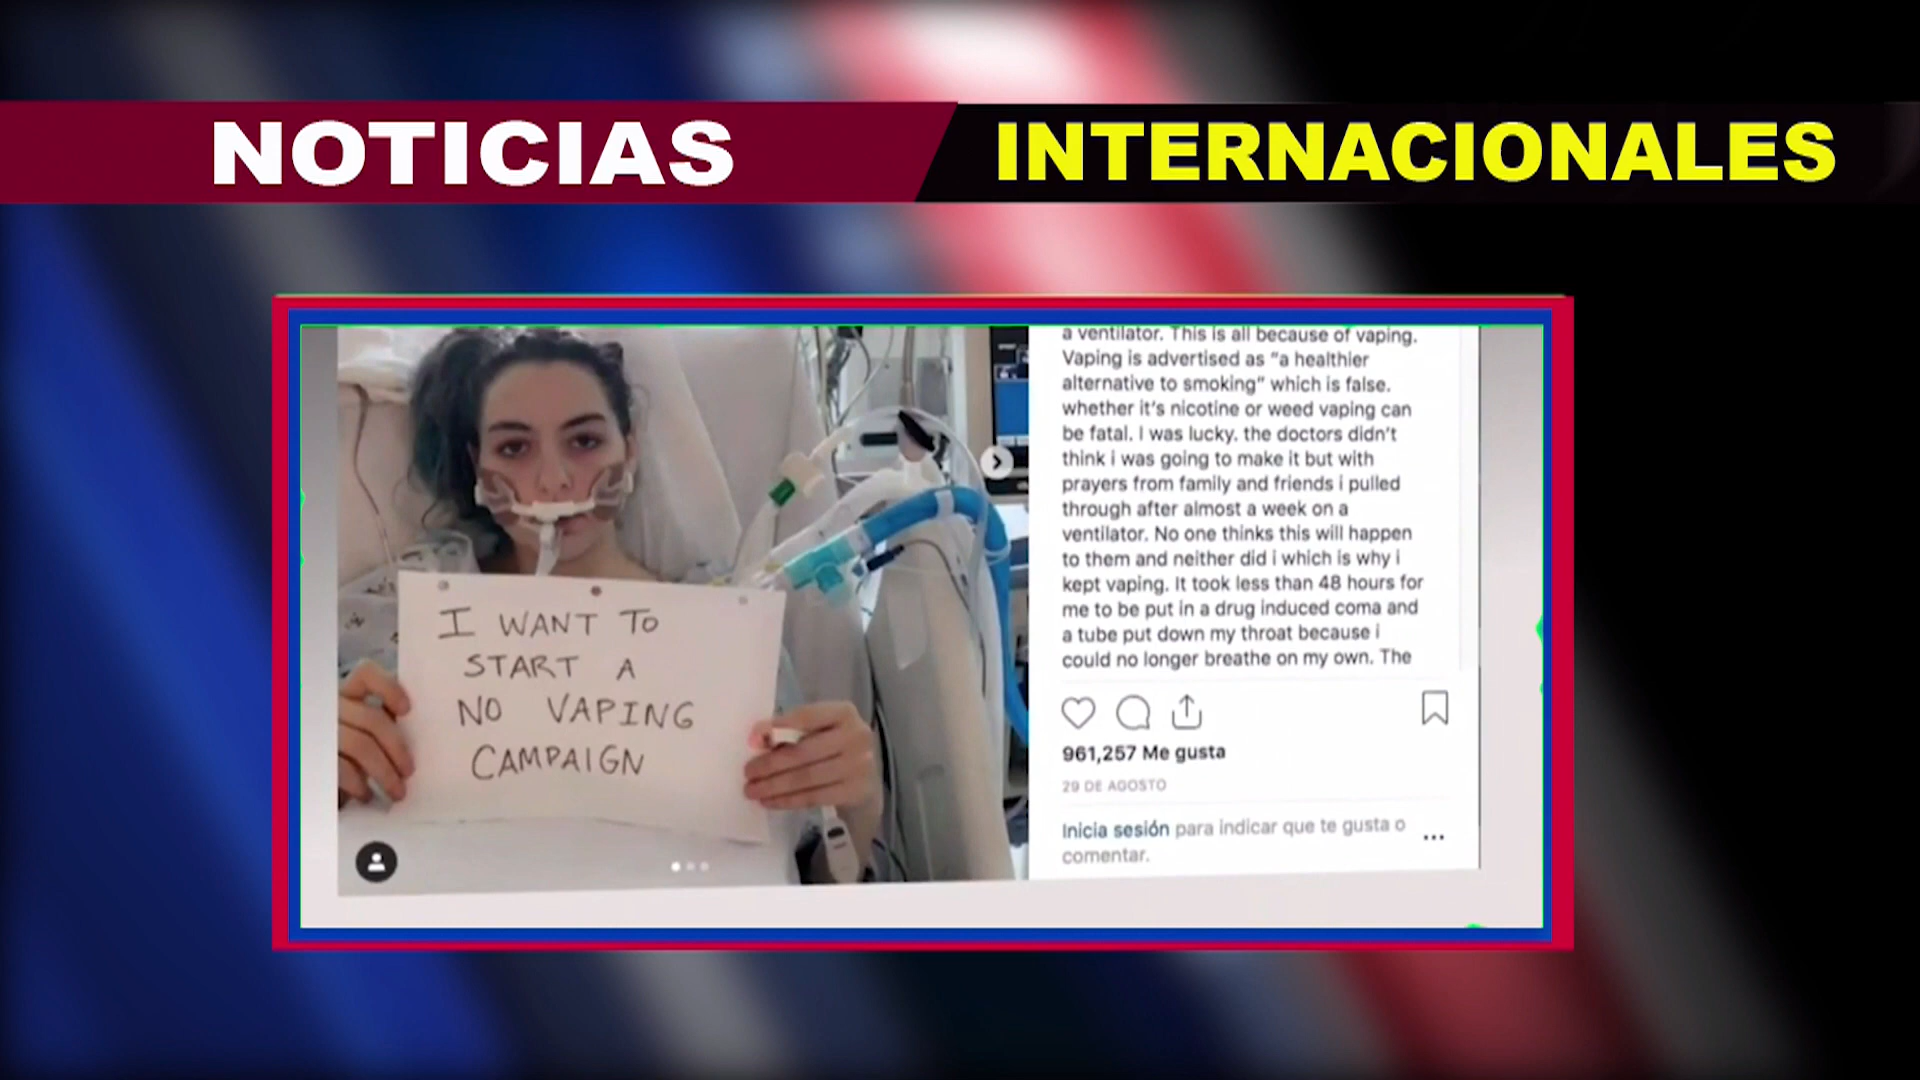 NOTICIAS INTERNACIONALES
I WANT TO
START A
NO VAPING
CAMPAIGN
a ventilator. This is all because of vaping.
Vaping is advertised as "a healthier
alternative to smoking" which is false.
whether it's nicotine or weed vaping can
be fatal. I was lucky. the doctors didn't
think i was going to make it but with
prayers from family and friends i pulled
through after almost a week on a
ventilator. No one thinks this will happen
to them and neither did i which is why i
kept vaping. It took less than 48 hours for
me to be put in a drug induced coma and
a tube put down my throat because i
could no longer breathe on my own. The
961,257 Me gusta
29 DE AGOSTO
Inicia sesión para indicar que te gusta o
comentar.